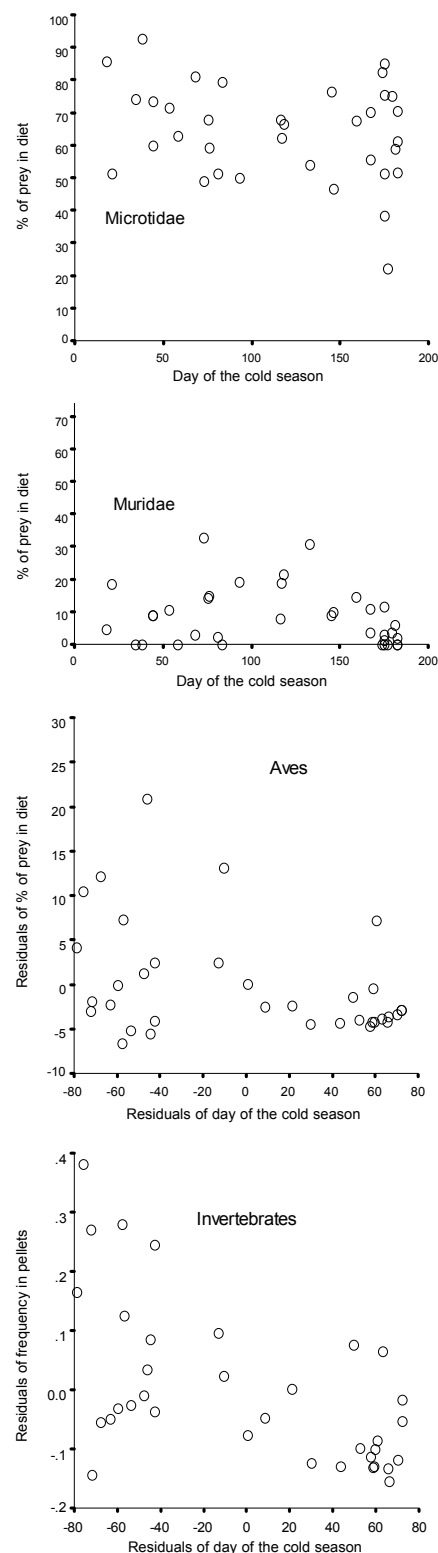 100
90
80
70
60
50
40
30
20
10
0
% of prey in diet
Microtidae
0 50 100 150 200
Day of the cold season
70
60
50
40
30
20
10
0
% of prey in diet
Muridae
0 50 100 150 200
Day of the cold season
30
25
20
15
10
5
0
-5
-10
Residuals of % of prey in diet
Aves
-80 -60 -40 -20 0 20 40 60 80
Residuals of day of the cold season
.4
.3
.2
.1
0.0
-.1
-.2
Residuals of frequency in pellets
Invertebrates
-80 -60 -40 -20 0 20 40 60 80
Residuals of day of the cold season